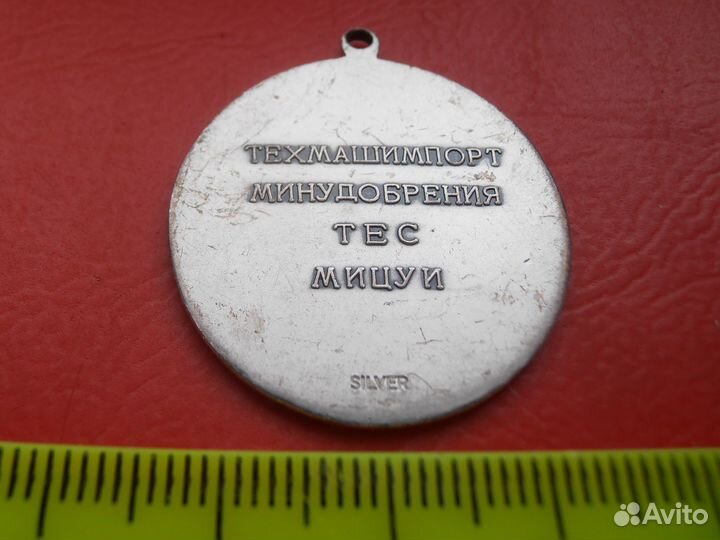 ТЕХМАШИМПОРТ
МИНУДОБРЕНИЯ
ТЕС
МИЦУИ
SILVER
Avito